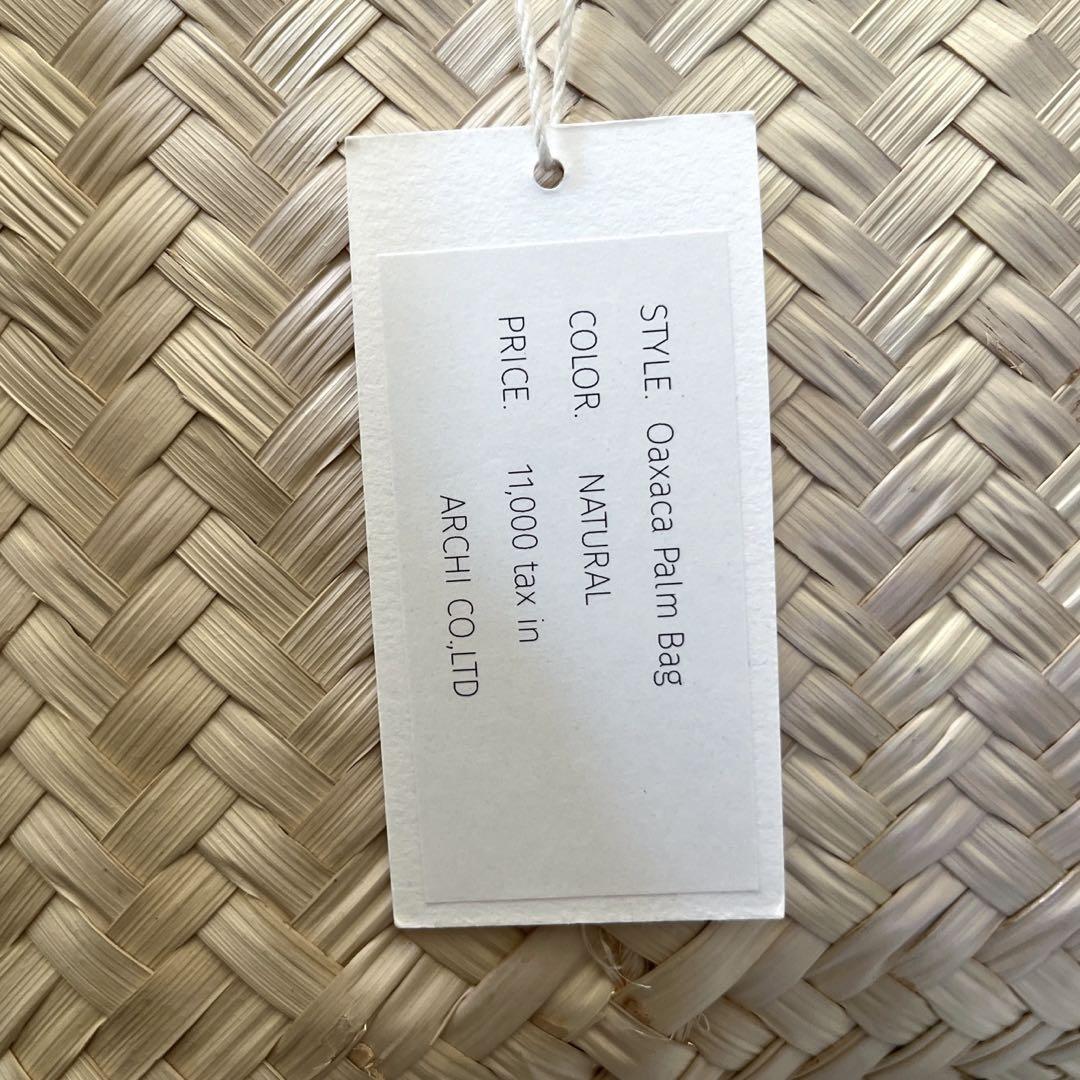 STYLE. Oaxaca Palm Bag
COLOR. NATURAL
PRICE. 11,000 tax in
ARCHI CO.,LTD